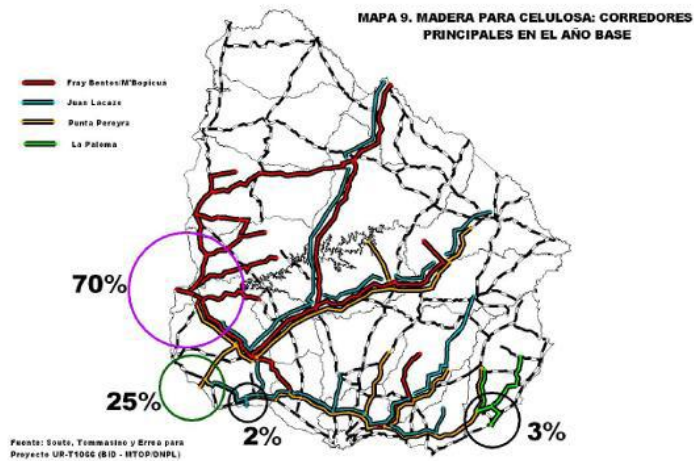 MAPA 9. MADERA PARA CELULOSA: CORREDORES
PRINCIPALES EN EL AÑO BASE
Fray Bentos/M'Bopicuá
Juan Lacaze
Punta Pereyra
La Paloma
70%
25%
2%
3%
Fuente: Souto, Tommasino y Errea para
Proyecto UR-T1066 (BID - MTOP/DNPL)